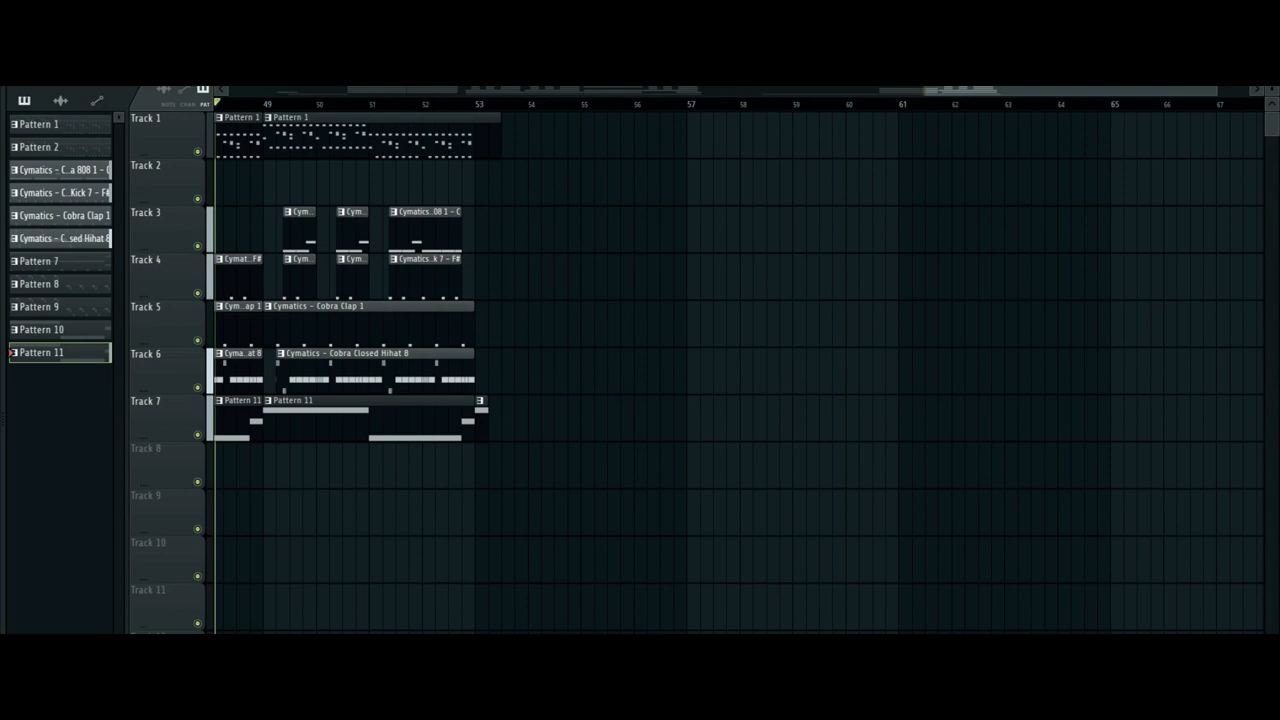 NOTE CHAN PAT
49 50 51 52 53 54 55 56 57 58 59 60 61 62 63 64 65 66 67
Pattern 1
Pattern 2
Cymatics - C..a 808 1 - C
Cymatics - C..Kick 7 - F#
Cymatics - Cobra Clap 1
Cymatics - C..sed Hihat 8
Pattern 7
Pattern 8
Pattern 9
Pattern 10
Pattern 11
Track 1 Pattern 1 Pattern 1
Track 2
Track 3 Cym.. Cym.. Cymatics..08 1 - C
Track 4 Cymat.. F# Cym.. Cym.. Cymatics..k 7 - F#
Track 5 Cym..ap 1 Cymatics - Cobra Clap 1
Track 6 Cyma..at 8 Cymatics - Cobra Closed Hihat 8
Track 7 Pattern 11 Pattern 11
Track 8
Track 9
Track 10
Track 11